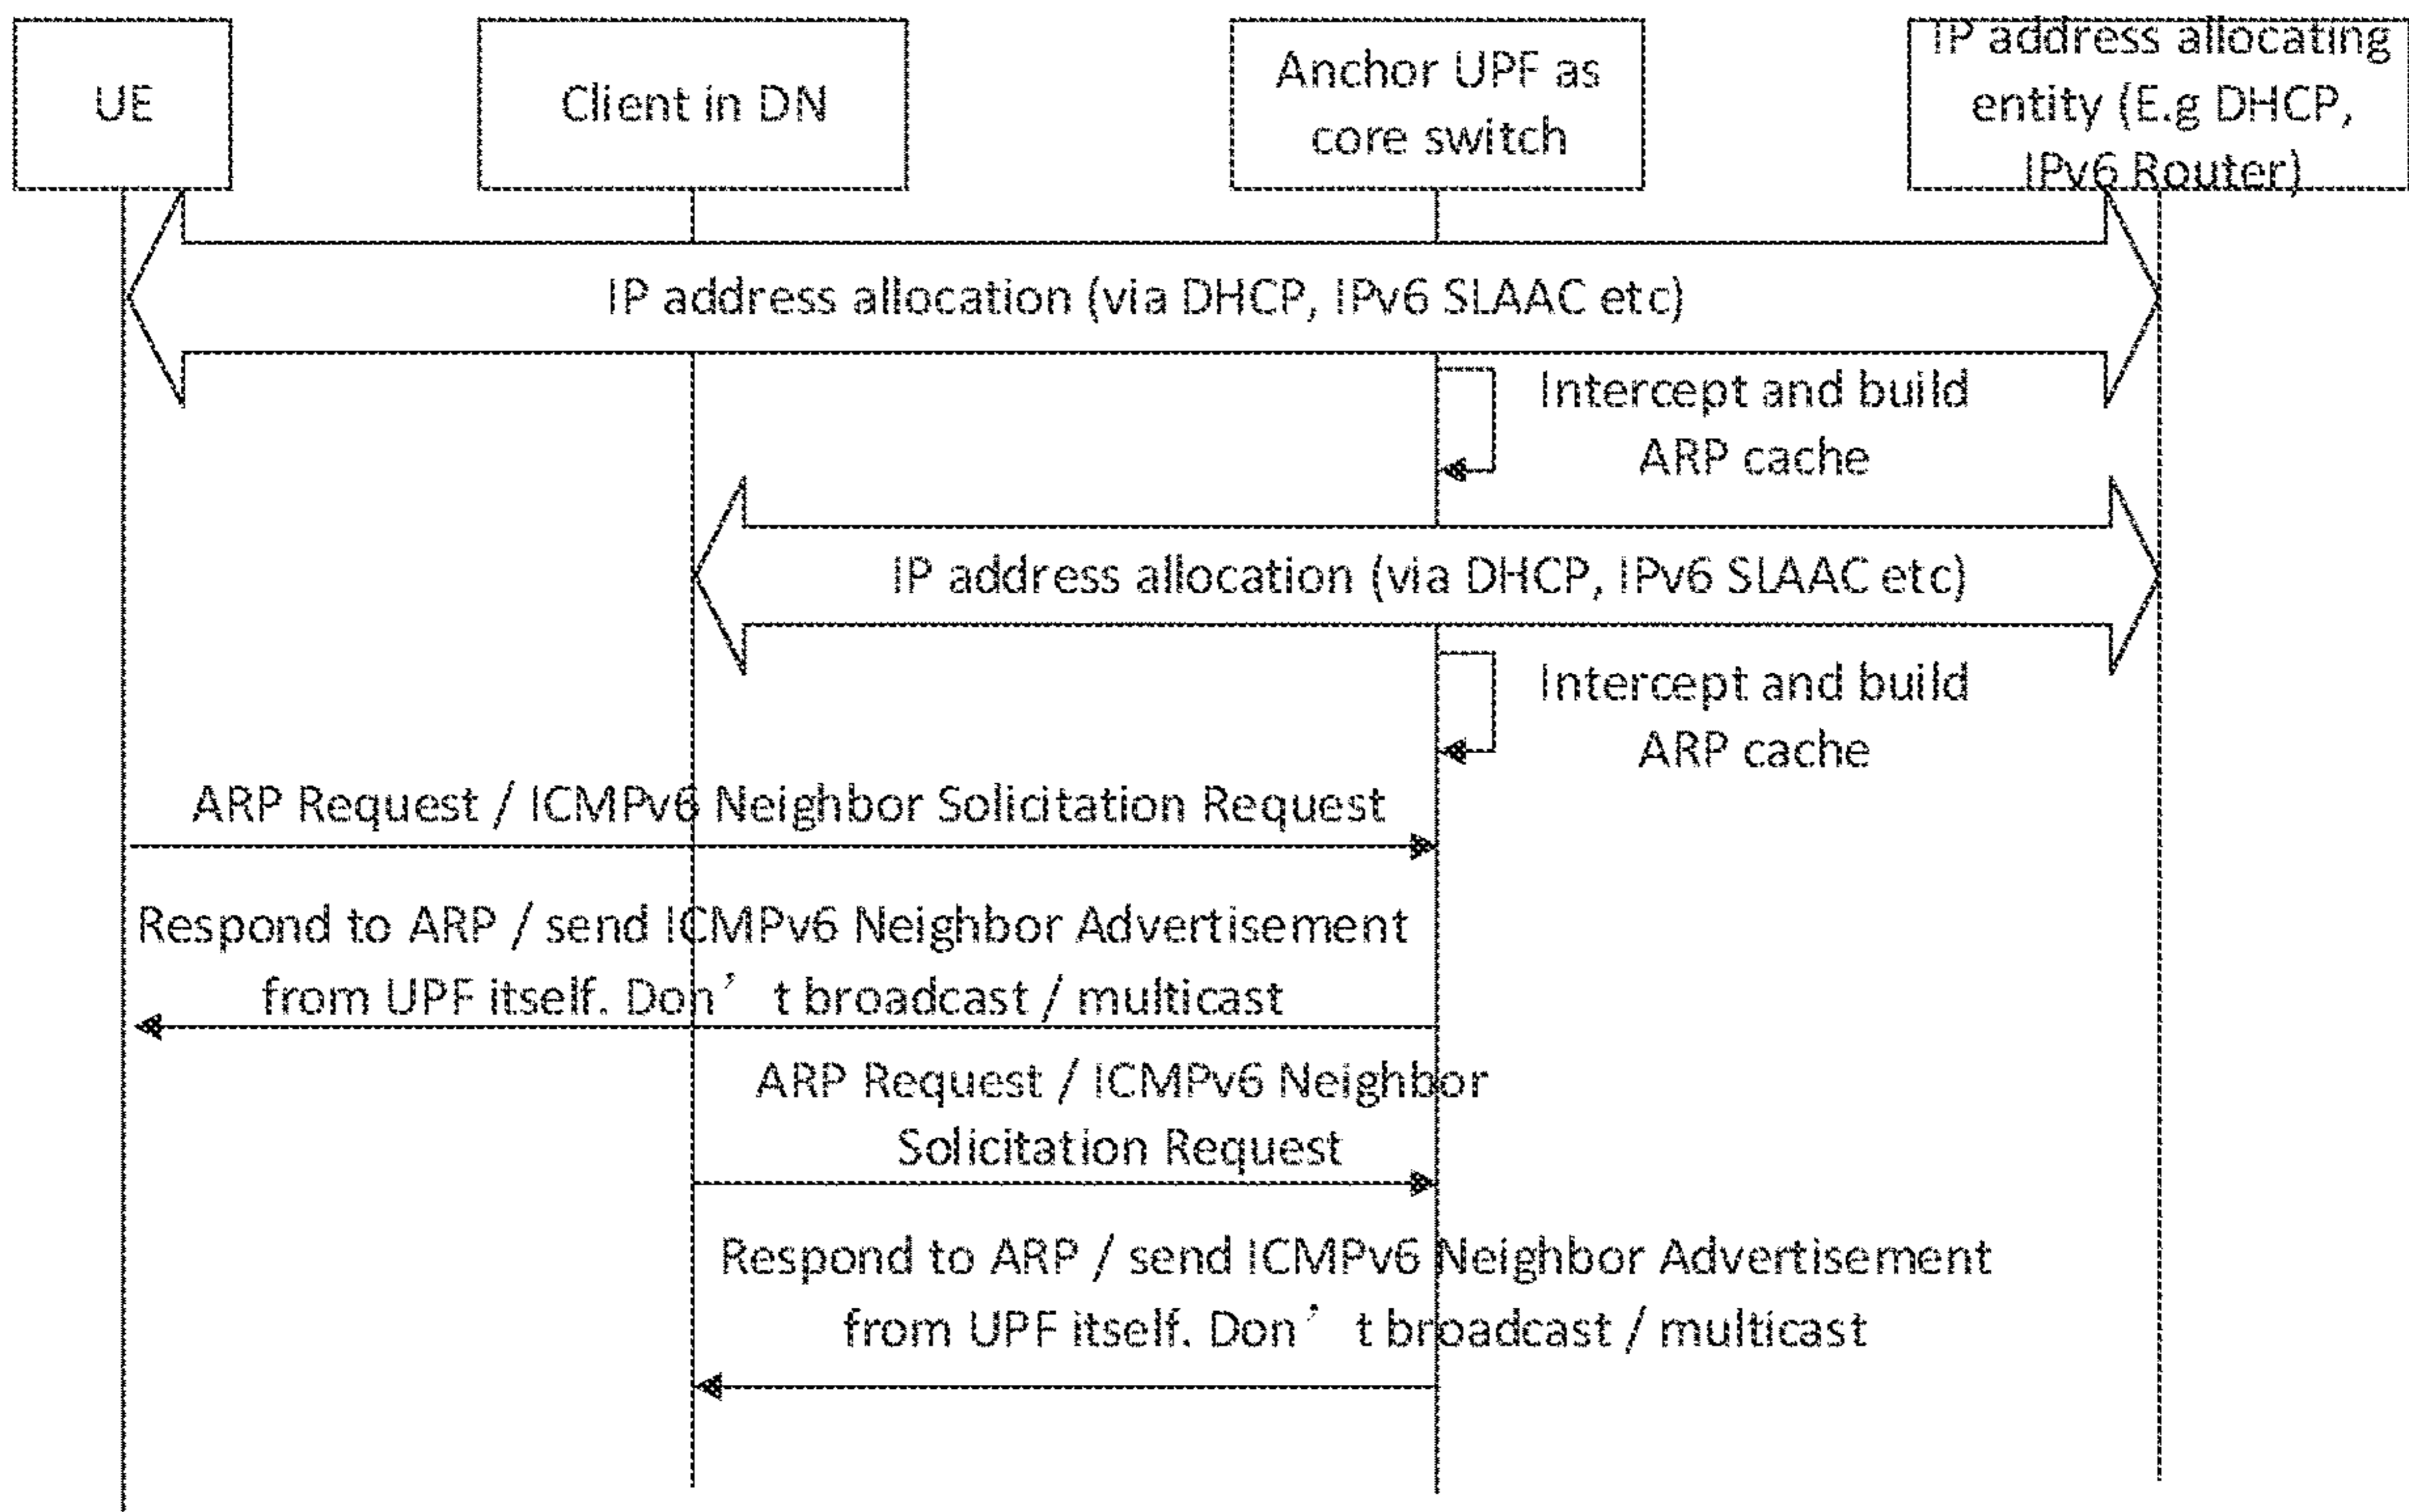 UE
Client in DN
Anchor UPF as
core switch
IP address allocating
entity (E.g DHCP,
IPv6 Router)
IP address allocation (via DHCP, IPv6 SLAAC etc)
Intercept and build
ARP cache
IP address allocation (via DHCP, IPv6 SLAAC etc)
Intercept and build
ARP cache
ARP Request / ICMPv6 Neighbor Solicitation Request
Respond to ARP / send ICMPv6 Neighbor Advertisement
from UPF itself. Don’t broadcast / multicast
ARP Request / ICMPv6 Neighbor
Solicitation Request
Respond to ARP / send ICMPv6 Neighbor Advertisement
from UPF itself. Don’t broadcast / multicast